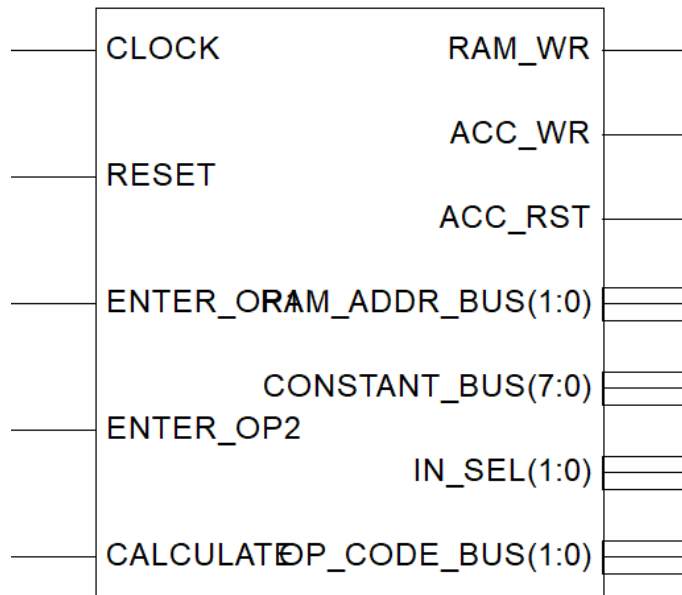 CLOCK
RAM_WR
ACC_WR
RESET
ACC_RST
ENTER_OP1
RAM_ADDR_BUS(1:0)
CONSTANT_BUS(7:0)
ENTER_OP2
IN_SEL(1:0)
CALCULATE
OP_CODE_BUS(1:0)